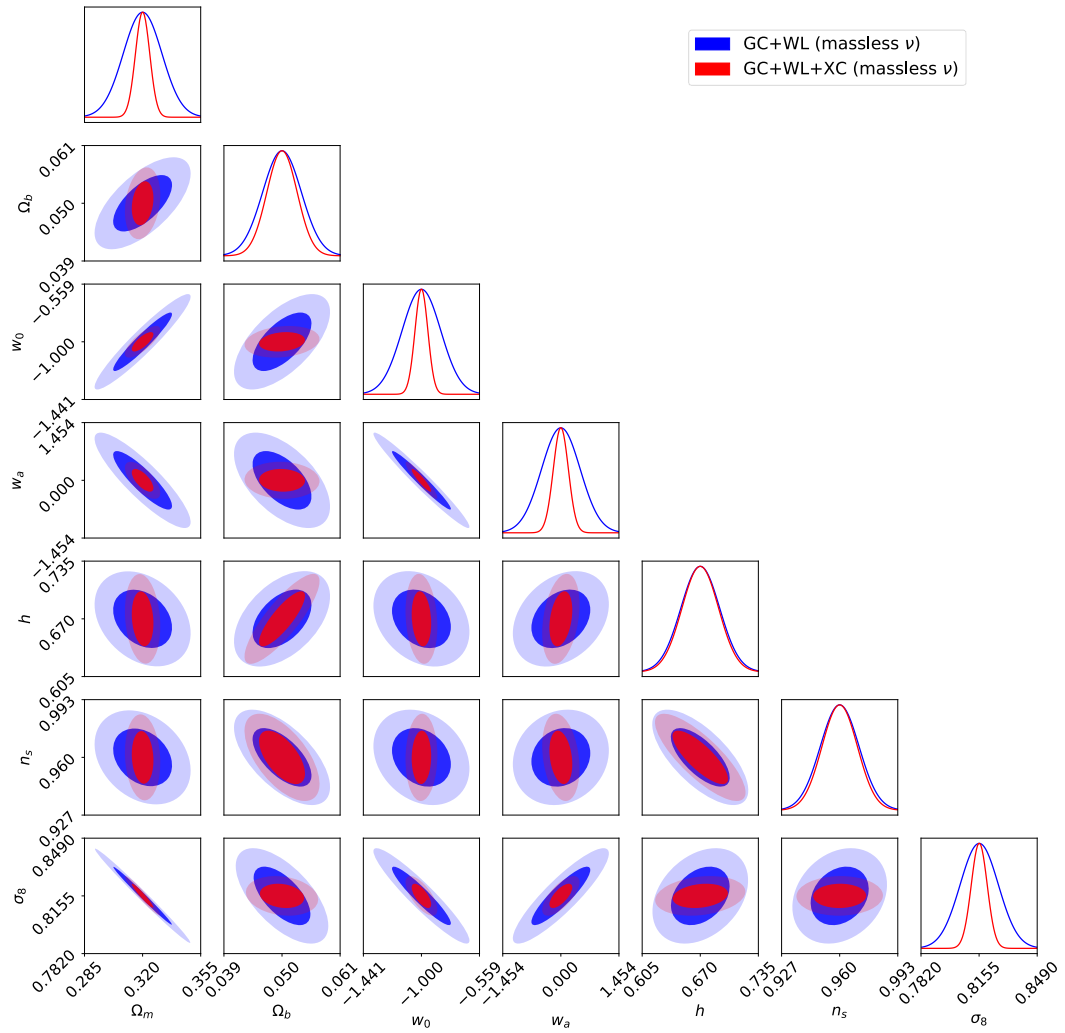 GC+WL (massless ν)
GC+WL+XC (massless ν)
Ω_b
0.061
0.050
0.039
w_0
−0.559
−1.000
−1.441
w_a
1.454
0.000
−1.454
h
0.735
0.670
0.605
n_s
0.993
0.960
0.927
σ_8
0.8490
0.8155
0.7820
0.285 0.320 0.355 0.039 0.050 0.061 −1.441 −1.000 −0.559 −1.454 0.000 1.454 0.605 0.670 0.735 0.927 0.960 0.993 0.7820 0.8155 0.8490
Ω_m Ω_b w_0 w_a h n_s σ_8